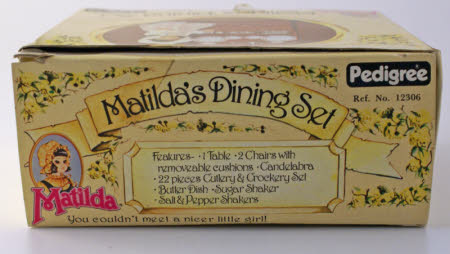 Matilda's Dining Set
Pedigree
Ref. No. 12306
Features- · 1 Table · 2 Chairs with
removeable cushions · Candelabra
· 22 pieces Cutlery & Crockery Set
· Butter Dish · Sugar Shaker
· Salt & Pepper Shakers
Matilda
You couldn't meet a nicer little girl!